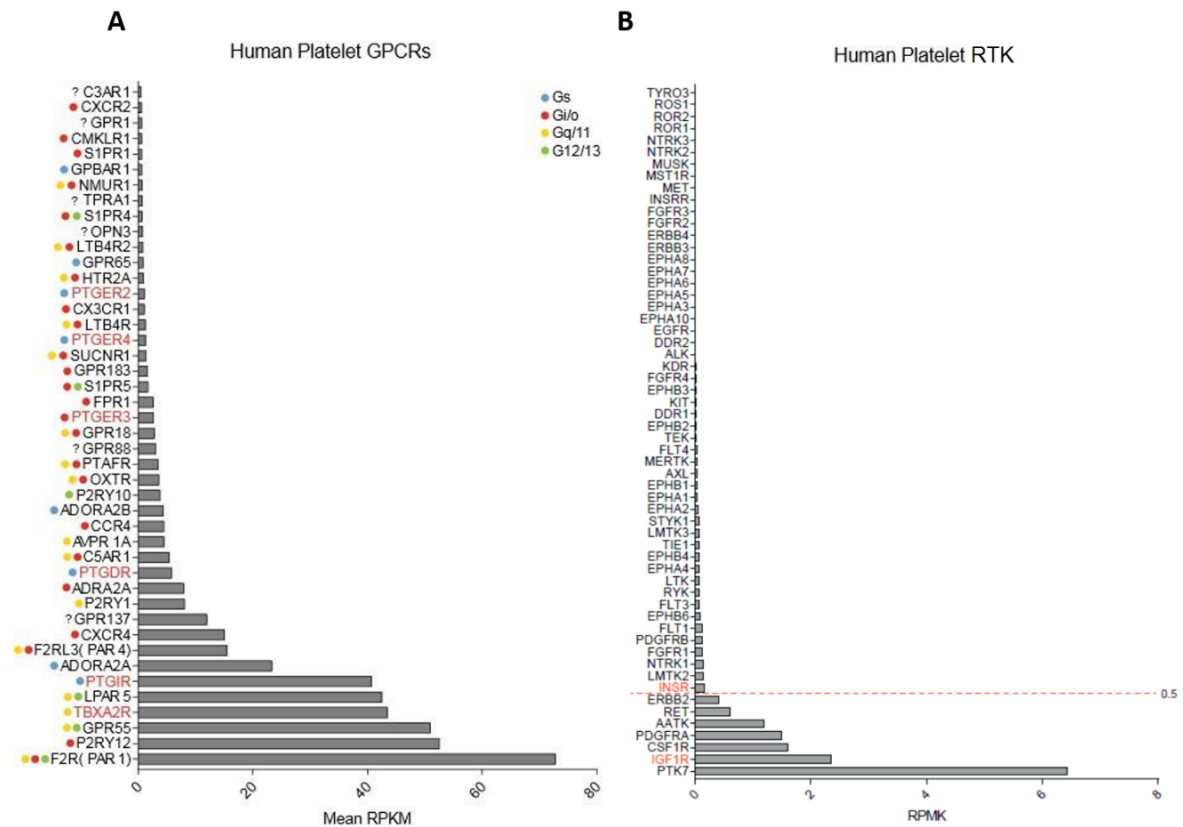 A
Human Platelet GPCRs
? C3AR1
CXCR2
? GPR1
CMKLR1
S1PR1
GPBAR1
NMUR1
? TPRA1
S1PR4
? OPN3
LTB4R2
GPR65
HTR2A
PTGER2
CX3CR1
LTB4R
PTGER4
SUCNR1
GPR183
S1PR5
FPR1
PTGER3
GPR18
? GPR88
PTAFR
OXTR
P2RY10
ADORA2B
CCR4
AVPR 1A
C5AR1
PTGDR
ADRA2A
P2RY1
? GPR137
CXCR4
F2RL3( PAR 4)
ADORA2A
PTGIR
LPAR 5
TBXA2R
GPR55
P2RY12
F2R( PAR 1)
0
20
40
60
80
Mean RPKM
Gs
Gi/o
Gq/11
G12/13
B
Human Platelet RTK
TYRO3
ROS1
ROR2
ROR1
NTRK3
NTRK2
MUSK
MST1R
MET
INSRR
FGFR3
FGFR2
ERBB4
ERBB3
EPHA8
EPHA7
EPHA6
EPHA5
EPHA3
EPHA10
EGFR
DDR2
ALK
KDR
FGFR4
EPHB3
KIT
DDR1
EPHB2
TEK
FLT4
MERTK
AXL
EPHB1
EPHA1
EPHA2
STYK1
LMTK3
TIE1
EPHB4
EPHA4
LTK
RYK
FLT3
EPHB6
FLT1
PDGFRB
FGFR1
NTRK1
LMTK2
INSR
0.5
ERBB2
RET
AATK
PDGFRA
CSF1R
IGF1R
PTK7
0
2
4
6
8
RPMK